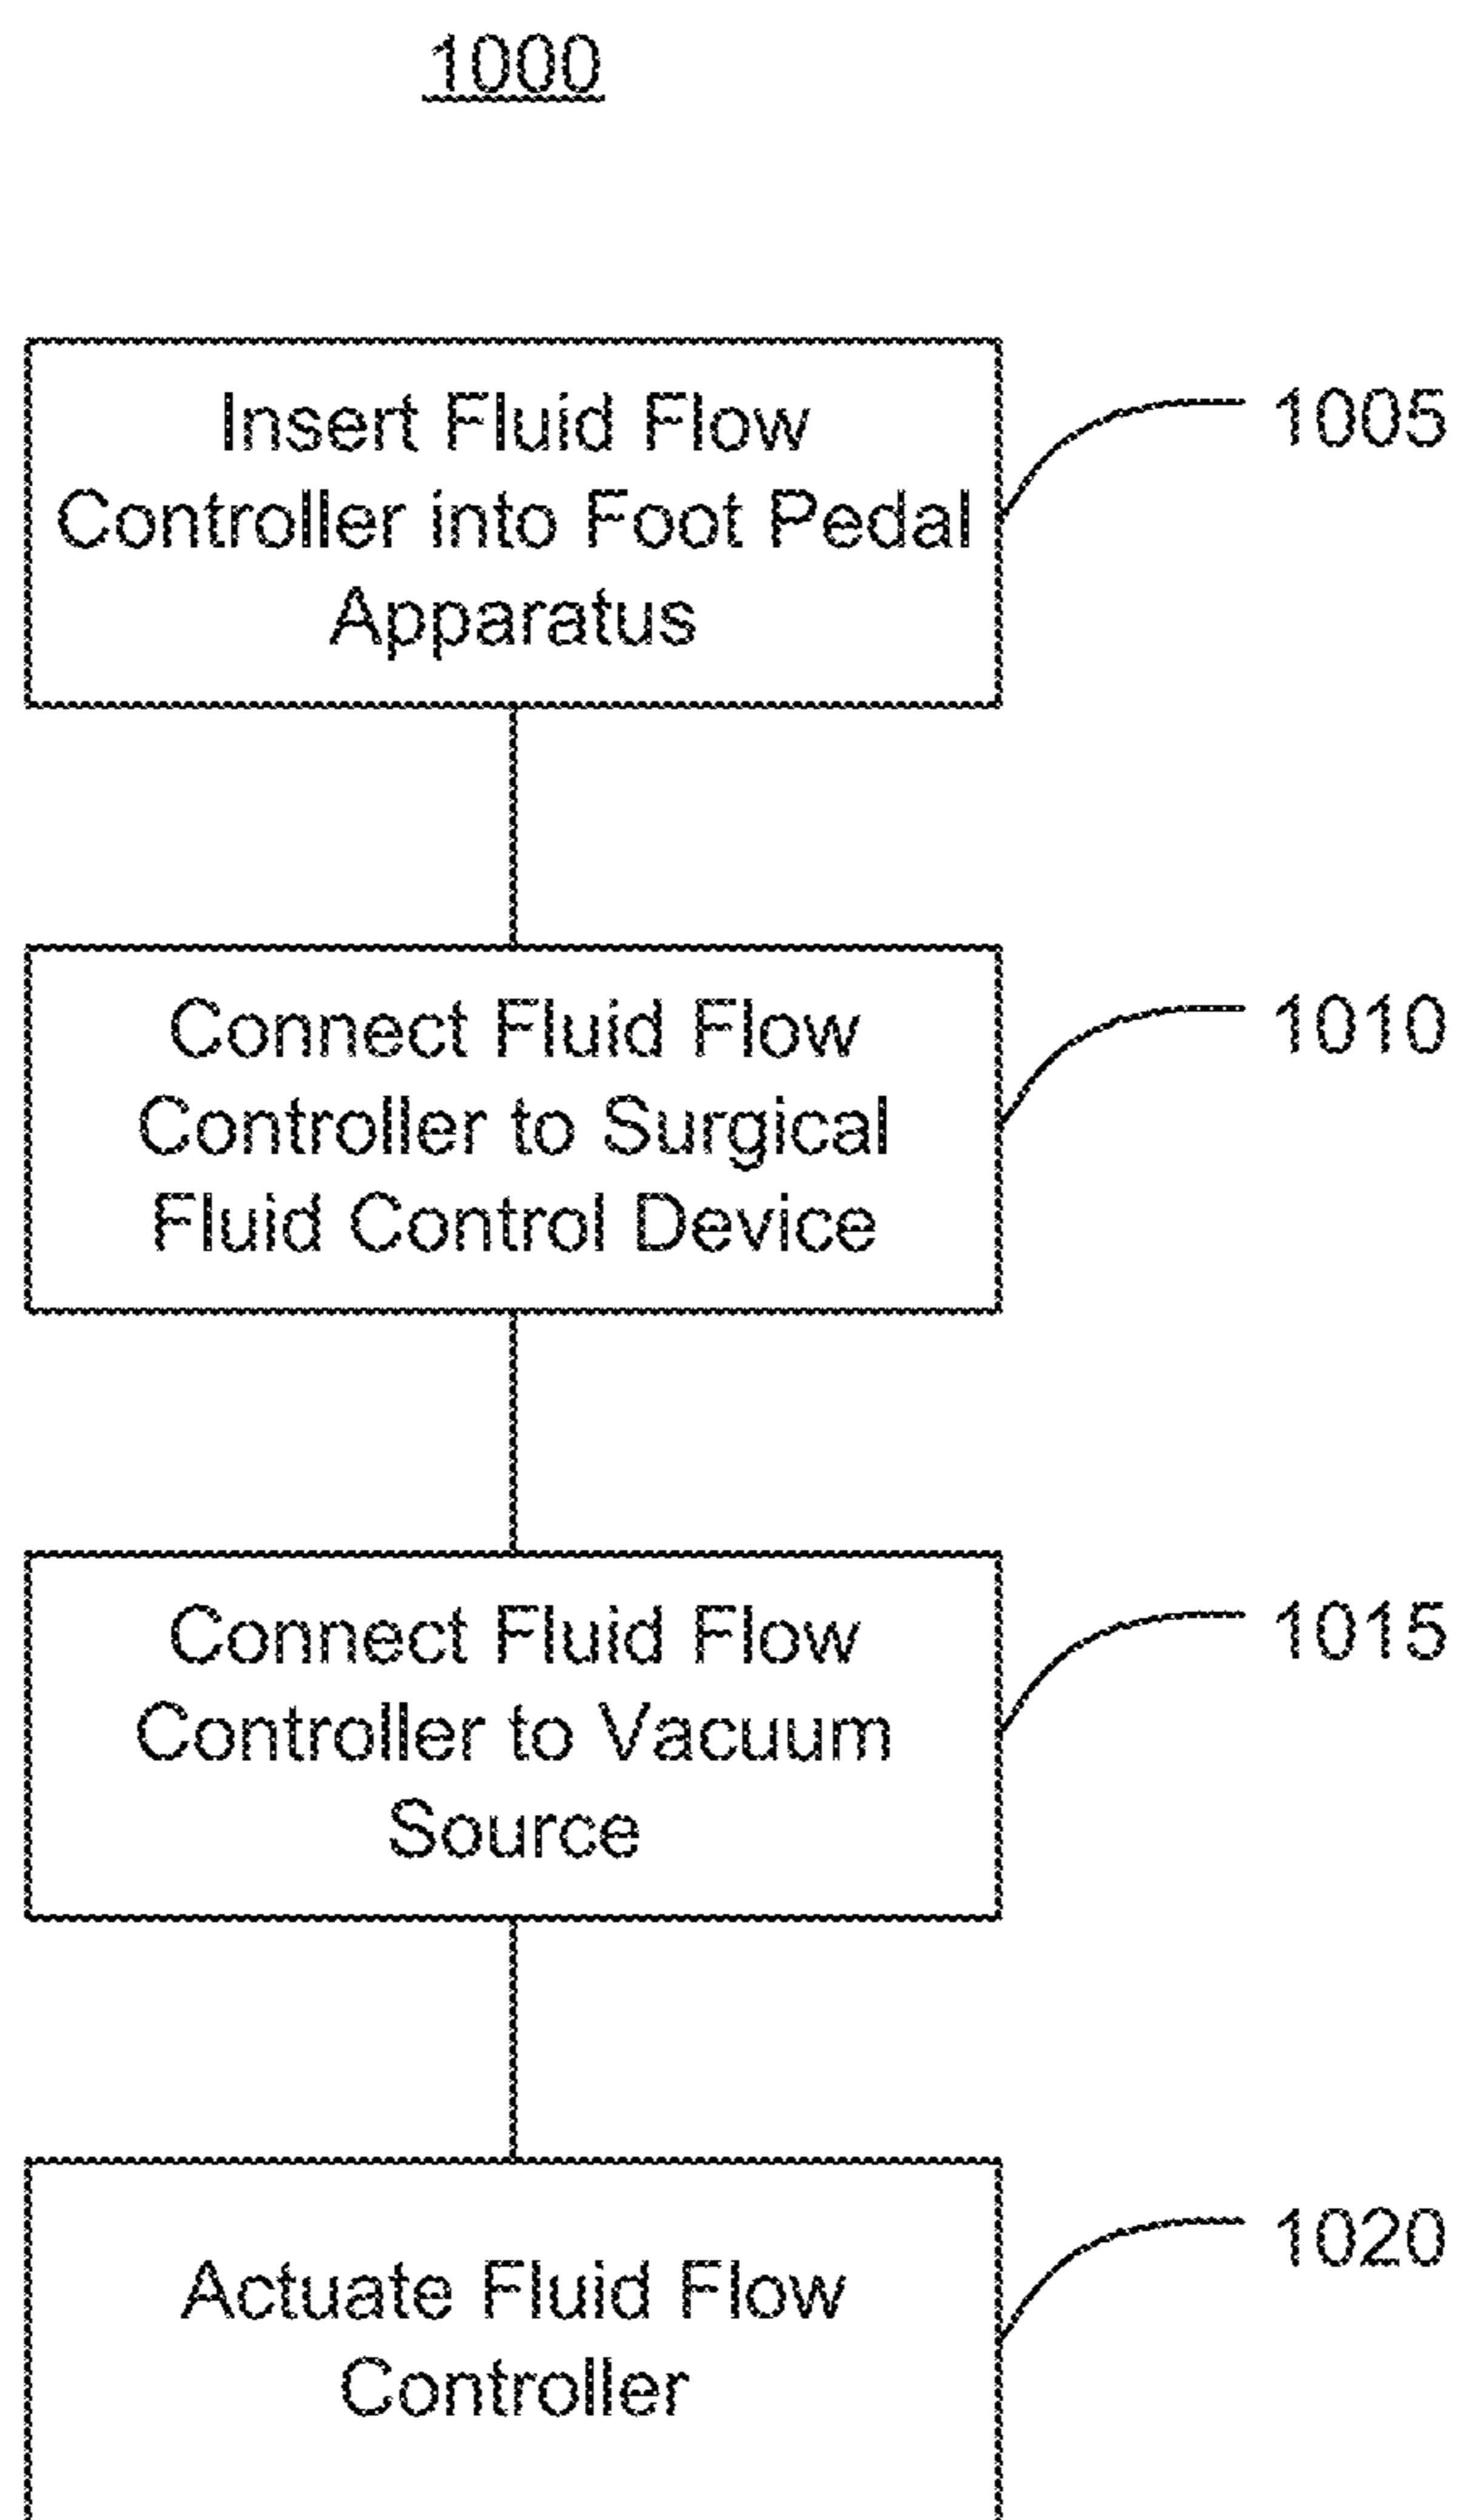 1000
Insert Fluid Flow
Controller into Foot Pedal
Apparatus
1005
Connect Fluid Flow
Controller to Surgical
Fluid Control Device
1010
Connect Fluid Flow
Controller to Vacuum
Source
1015
Actuate Fluid Flow
Controller
1020